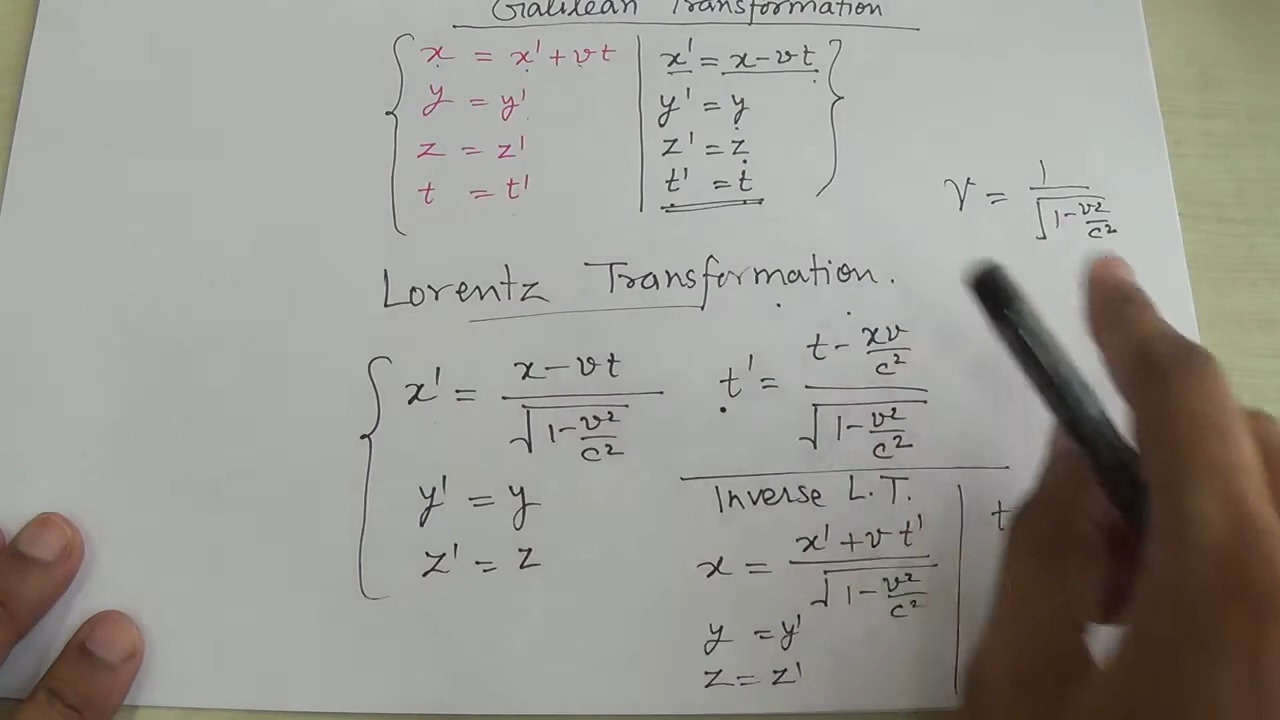 Galilean Transformation
x = x' + vt | x' = x - vt
y = y' | y' = y
z = z' | z' = z
t = t' | t' = t
γ = 1/√(1 - v²/c²)
Lorentz Transformation.
x' = (x - vt)/√(1 - v²/c²)
t' = (t - xv/c²)/√(1 - v²/c²)
y' = y
z' = z
Inverse L.T.
x = (x' + vt')/√(1 - v²/c²)
y = y'
z = z'
t